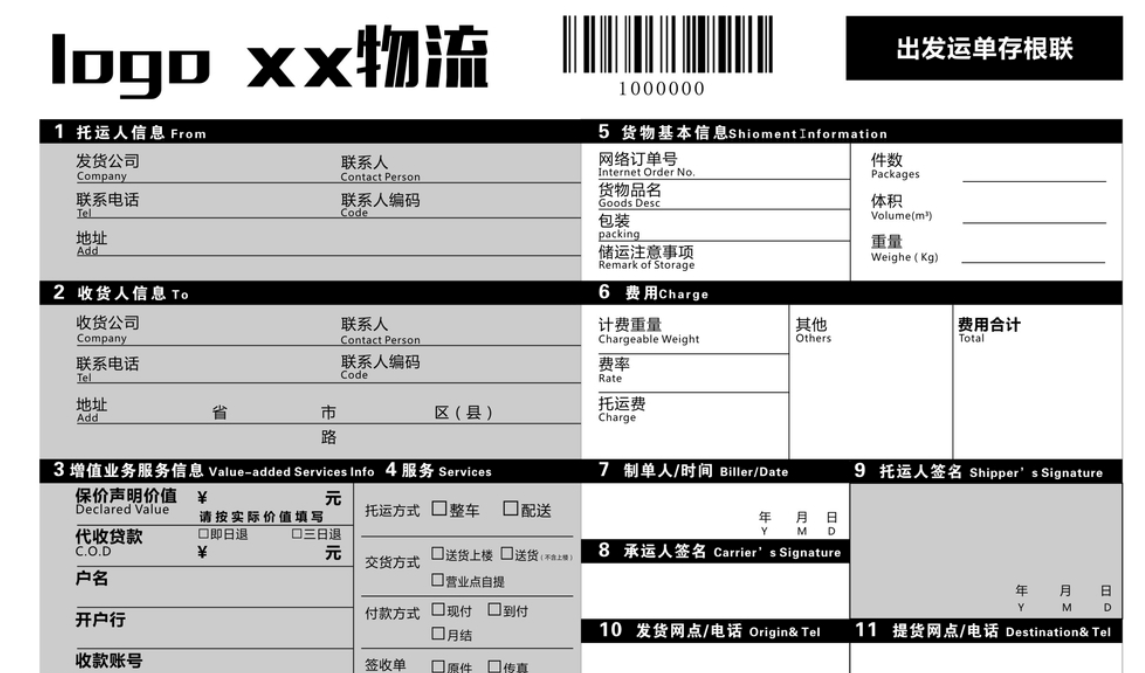 logo xx物流
1000000
出发运单存根联
1 托运人信息 From
发货公司 联系人
Company Contact Person
联系电话 联系人编码
Tel Code
地址
Add
5 货物基本信息Shioment Information
网络订单号
Internet Order No.
货物品名
Goods Desc
包装
packing
储运注意事项
Remark of Storage
件数
Packages
体积
Volume(m³)
重量
Weighe ( Kg)
2 收货人信息 To
收货公司 联系人
Company Contact Person
联系电话 联系人编码
Tel Code
地址 省 市 区 ( 县 )
Add
路
6 费用Charge
计费重量
Chargeable Weight
费率
Rate
托运费
Charge
其他
Others
费用合计
Total
3 增值业务服务信息 Value-added Services Info
保价声明价值 ¥ 元
Declared Value 请按实际价值填写
代收贷款 □即日退 □三日退
C.O.D ¥ 元
户名
开户行
收款账号
4 服务 Services
托运方式 □整车 □配送
交货方式 □送货上楼 □送货 (不含上楼)
□营业点自提
付款方式 □现付 □到付
□月结
签收单 □原件 □传真
7 制单人/时间 Biller/Date
年 月 日
Y M D
8 承运人签名 Carrier’s Signature
9 托运人签名 Shipper’s Signature
年 月 日
Y M D
10 发货网点/电话 Origin& Tel
11 提货网点/电话 Destination& Tel